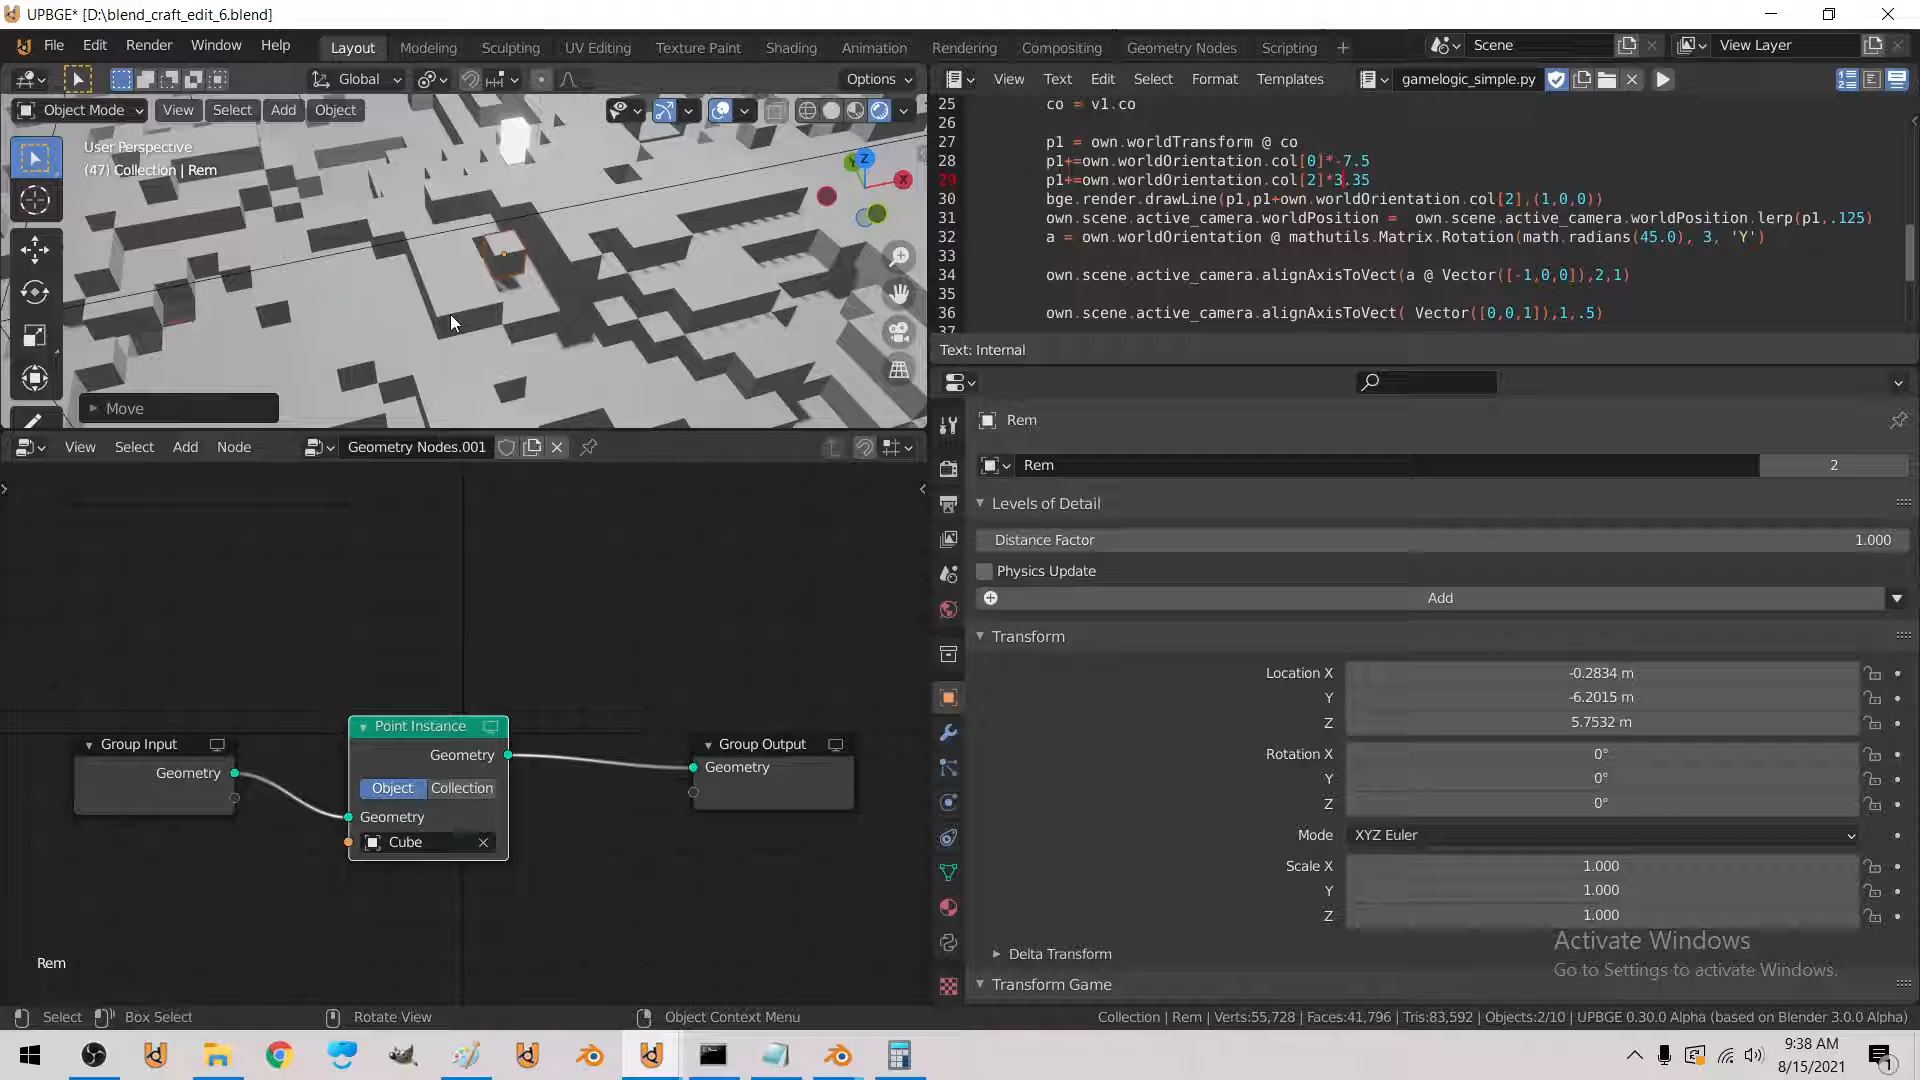 UPBGE* [D:\blend_craft_edit_6.blend]
File Edit Render Window Help Layout Modeling Sculpting UV Editing Texture Paint Shading Animation Rendering Compositing Geometry Nodes Scripting + Scene View Layer
Global Options
View Text Edit Select Format Templates gamelogic_simple.py
Object Mode View Select Add Object
User Perspective
(47) Collection | Rem
Z
Y
X
Move
25 co = v1.co
26
27 p1 = own.worldTransform @ co
28 p1+=own.worldOrientation.col[0]*-7.5
29 p1+=own.worldOrientation.col[2]*3.35
30 bge.render.drawLine(p1,p1+own.worldOrientation.col[2],(1,0,0))
31 own.scene.active_camera.worldPosition =  own.scene.active_camera.worldPosition.lerp(p1,.125)
32 a = own.worldOrientation @ mathutils.Matrix.Rotation(math.radians(45.0), 3, 'Y')
33
34 own.scene.active_camera.alignAxisToVect(a @ Vector([-1,0,0]),2,1)
35
36 own.scene.active_camera.alignAxisToVect( Vector([0,0,1]),1,.5)
37
Text: Internal
View Select Add Node Geometry Nodes.001
Group Input
Geometry
Point Instance
Geometry
Object Collection
Geometry
Cube
Group Output
Geometry
Rem
Rem
Rem 2
Levels of Detail
Distance Factor 1.000
Physics Update
Add
Transform
Location X -0.2834 m
Y -6.2015 m
Z 5.7532 m
Rotation X 0°
Y 0°
Z 0°
Mode XYZ Euler
Scale X 1.000
Y 1.000
Z 1.000
Delta Transform
Transform Game
Activate Windows
Go to Settings to activate Windows.
Select Box Select Rotate View Object Context Menu Collection | Rem | Verts:55,728 | Faces:41,796 | Tris:83,592 | Objects:2/10 | UPBGE 0.30.0 Alpha (based on Blender 3.0.0 Alpha)
9:38 AM
8/15/2021
1